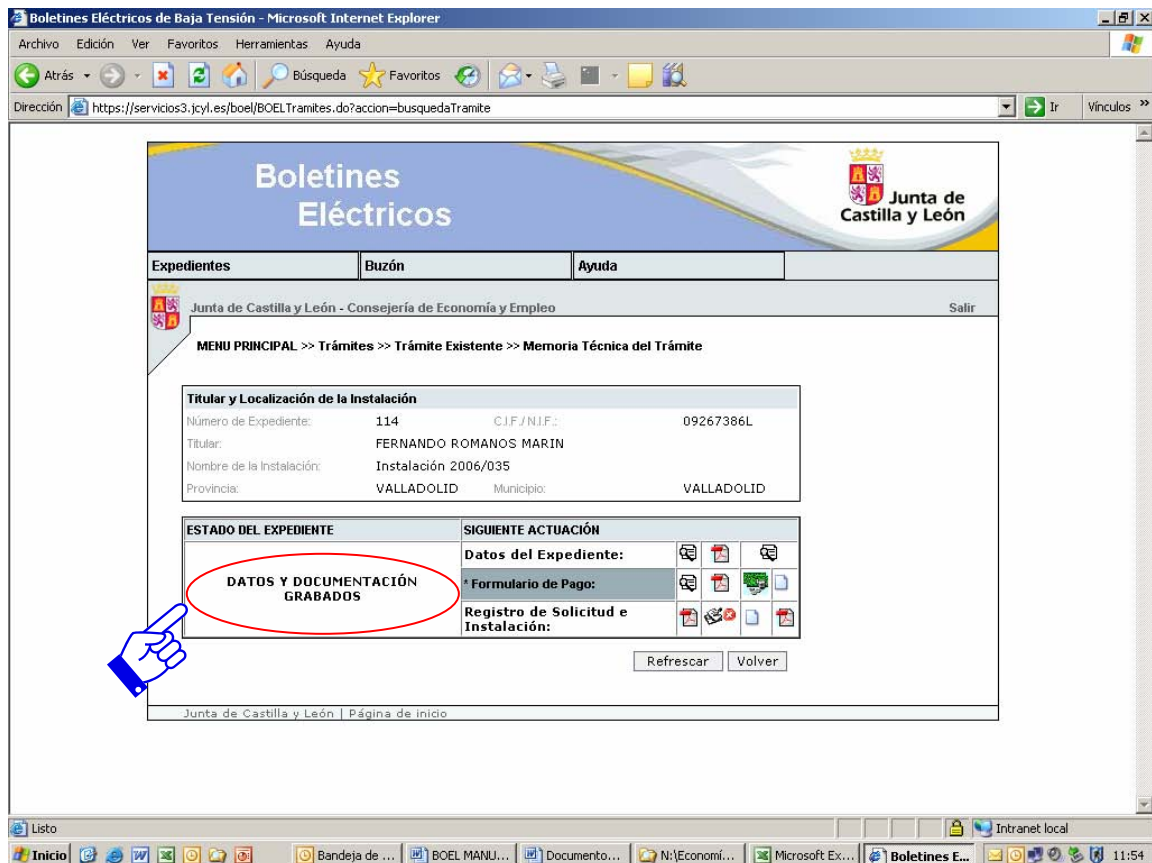 Boletines Eléctricos de Baja Tensión - Microsoft Internet Explorer
Archivo Edición Ver Favoritos Herramientas Ayuda
Atrás Búsqueda Favoritos
Dirección https://servicios3.jcyl.es/boel/BOELTramites.do?accion=busquedaTramite Ir Vínculos »
Boletines
Eléctricos
Junta de
Castilla y León
Expedientes Buzón Ayuda
Junta de Castilla y León - Consejería de Economía y Empleo Salir
MENU PRINCIPAL >> Trámites >> Trámite Existente >> Memoria Técnica del Trámite
Titular y Localización de la Instalación
Número de Expediente: 114 C.I.F./N.I.F.: 09267386L
Titular: FERNANDO ROMANOS MARIN
Nombre de la Instalación: Instalación 2006/035
Provincia: VALLADOLID Municipio: VALLADOLID
ESTADO DEL EXPEDIENTE SIGUIENTE ACTUACIÓN
DATOS Y DOCUMENTACIÓN
GRABADOS
Datos del Expediente:
* Formulario de Pago:
Registro de Solicitud e
Instalación:
Refrescar Volver
Junta de Castilla y León | Página de inicio
Listo Intranet local
Inicio Bandeja de ... BOEL MANU... Documento... N:\Economí... Microsoft Ex... Boletines E... 11:54